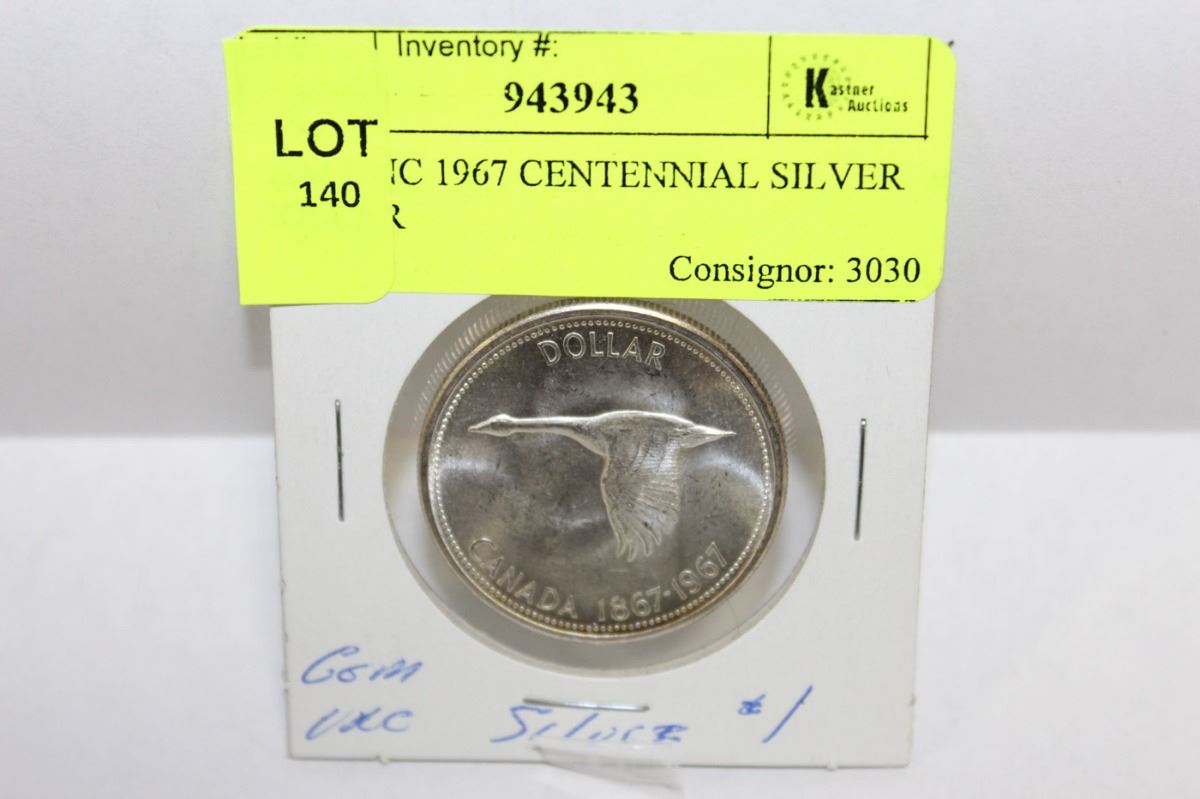 Inventory #:
943943
Kastner
Auctions
LOT
140
NC 1967 CENTENNIAL SILVER
R
Consignor: 3030
DOLLAR
CANADA 1867-1967
Gem
UNC
SILVER $1